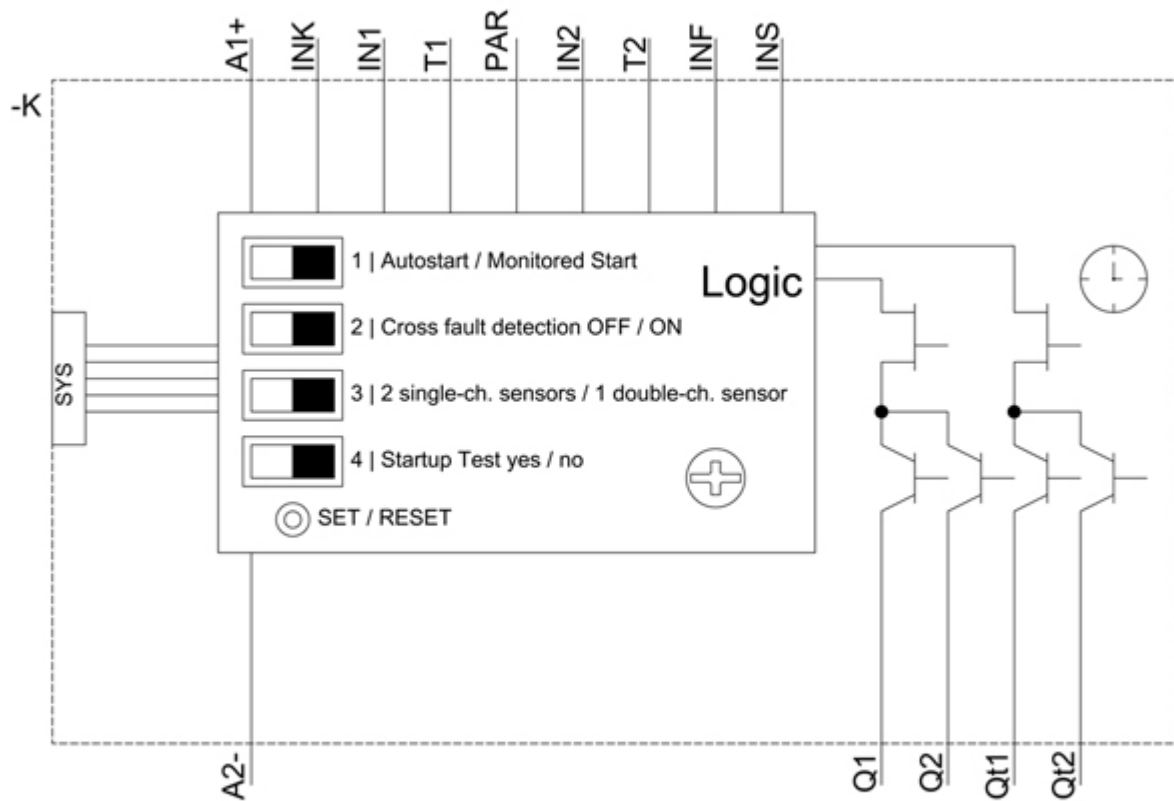 A1+
INK
IN1
T1
PAR
IN2
T2
INF
INS
-K
1 | Autostart / Monitored Start
Logic
2 | Cross fault detection OFF / ON
SYS
3 | 2 single-ch. sensors / 1 double-ch. sensor
4 | Startup Test yes / no
SET / RESET
A2-
Q1
Q2
Qt1
Qt2